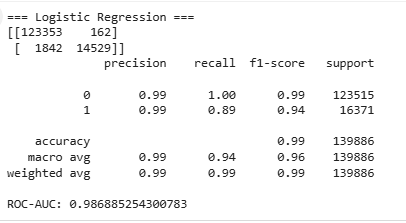 === Logistic Regression ===
[[123353    162]
 [  1842  14529]]
              precision    recall  f1-score   support

           0       0.99      1.00      0.99    123515
           1       0.99      0.89      0.94     16371

    accuracy                           0.99    139886
   macro avg       0.99      0.94      0.96    139886
weighted avg       0.99      0.99      0.99    139886

ROC-AUC: 0.986885254300783